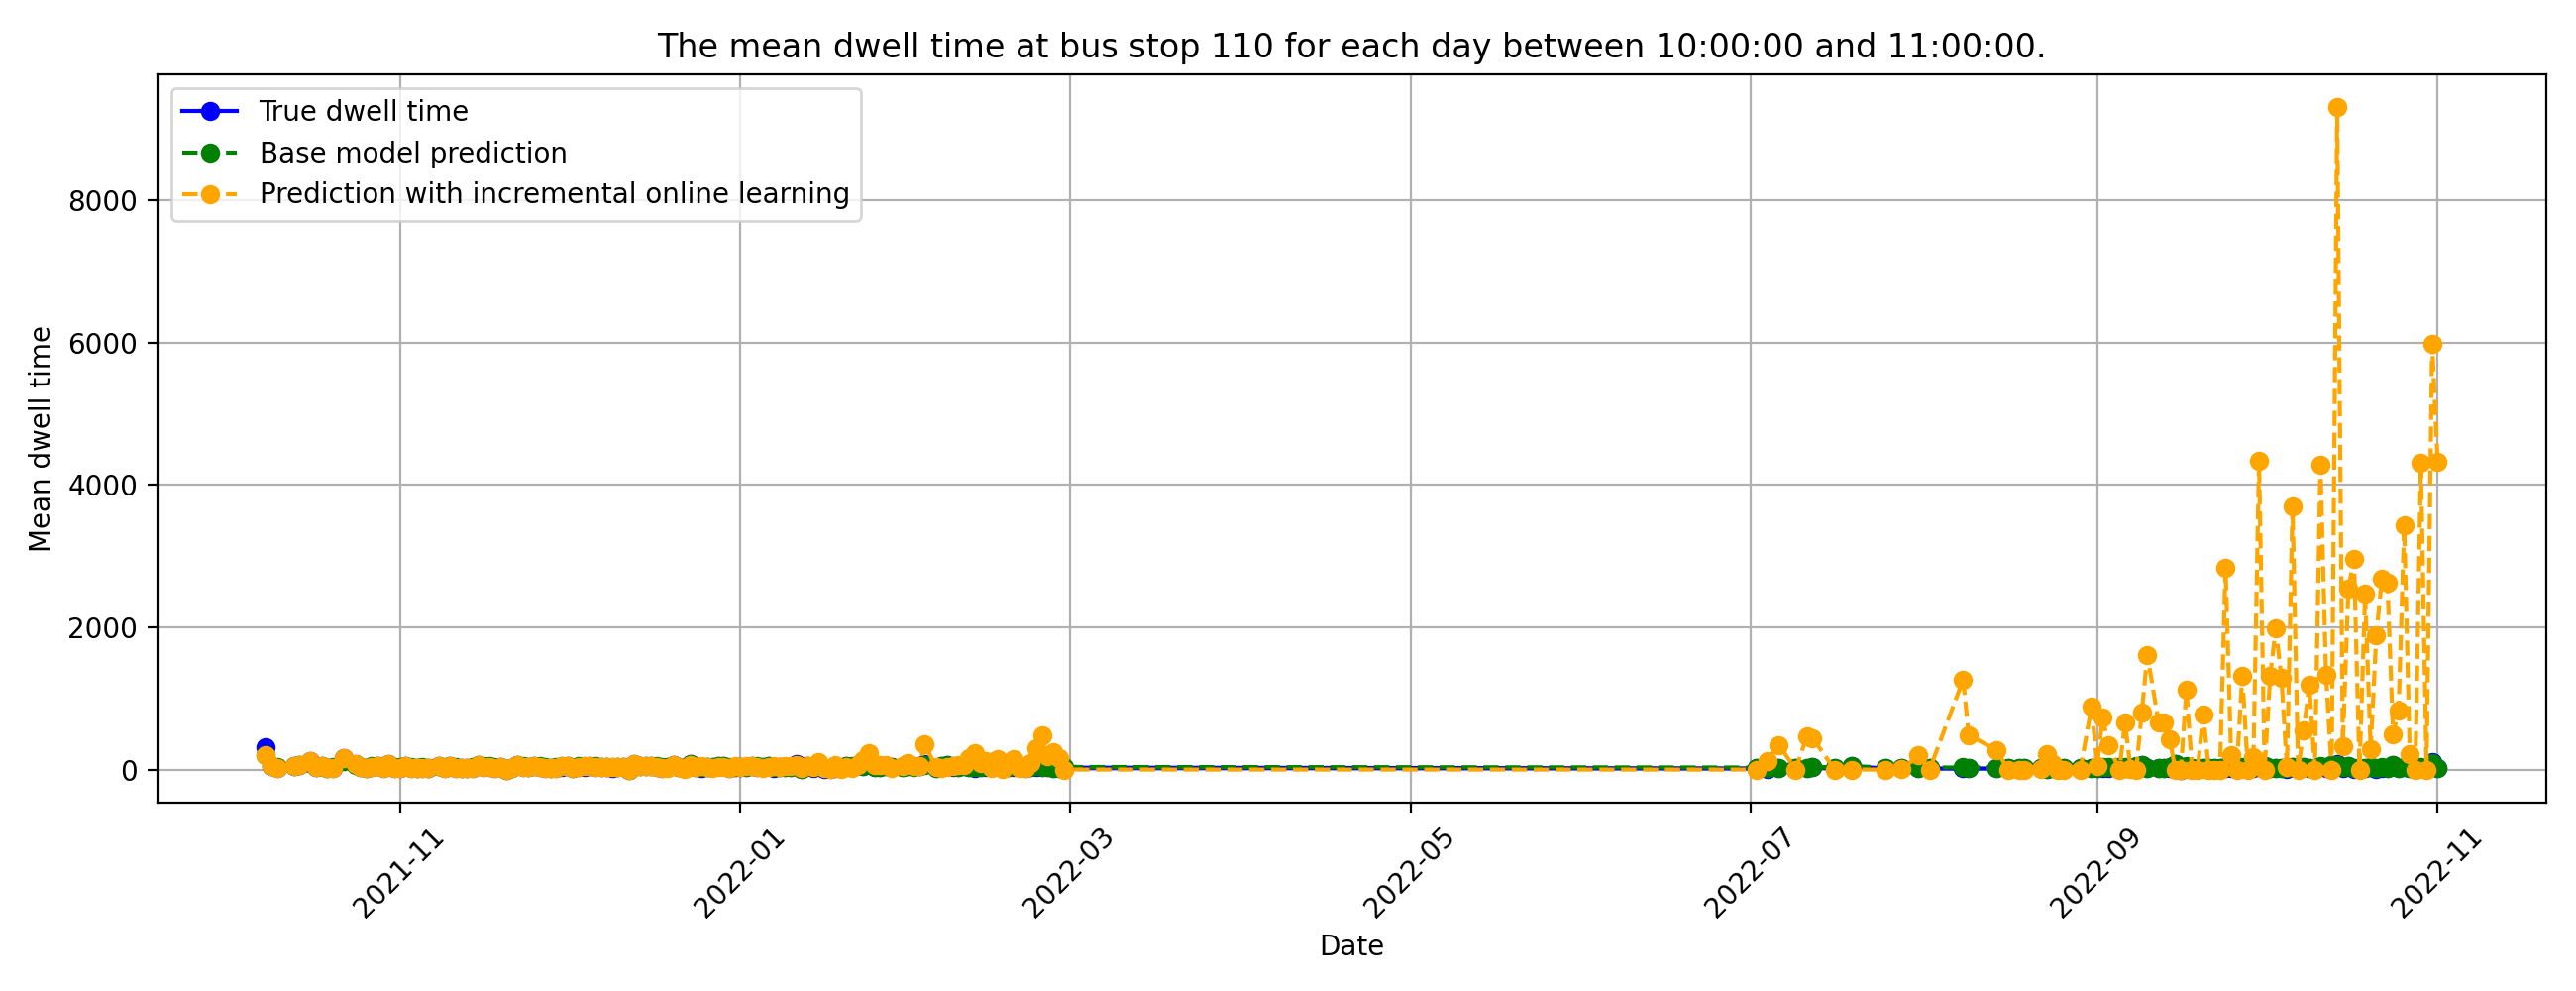 The mean dwell time at bus stop 110 for each day between 10:00:00 and 11:00:00.
True dwell time
Base model prediction
Prediction with incremental online learning
Mean dwell time
8000
6000
4000
2000
0
2021-11
2022-01
2022-03
2022-05
2022-07
2022-09
2022-11
Date